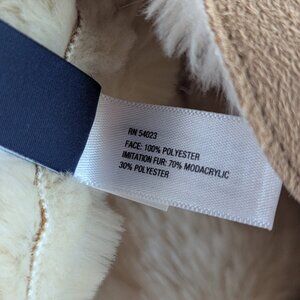 RN 54023
FACE: 100% POLYESTER
IMITATION FUR: 70% MODACRYLIC
30% POLYESTER